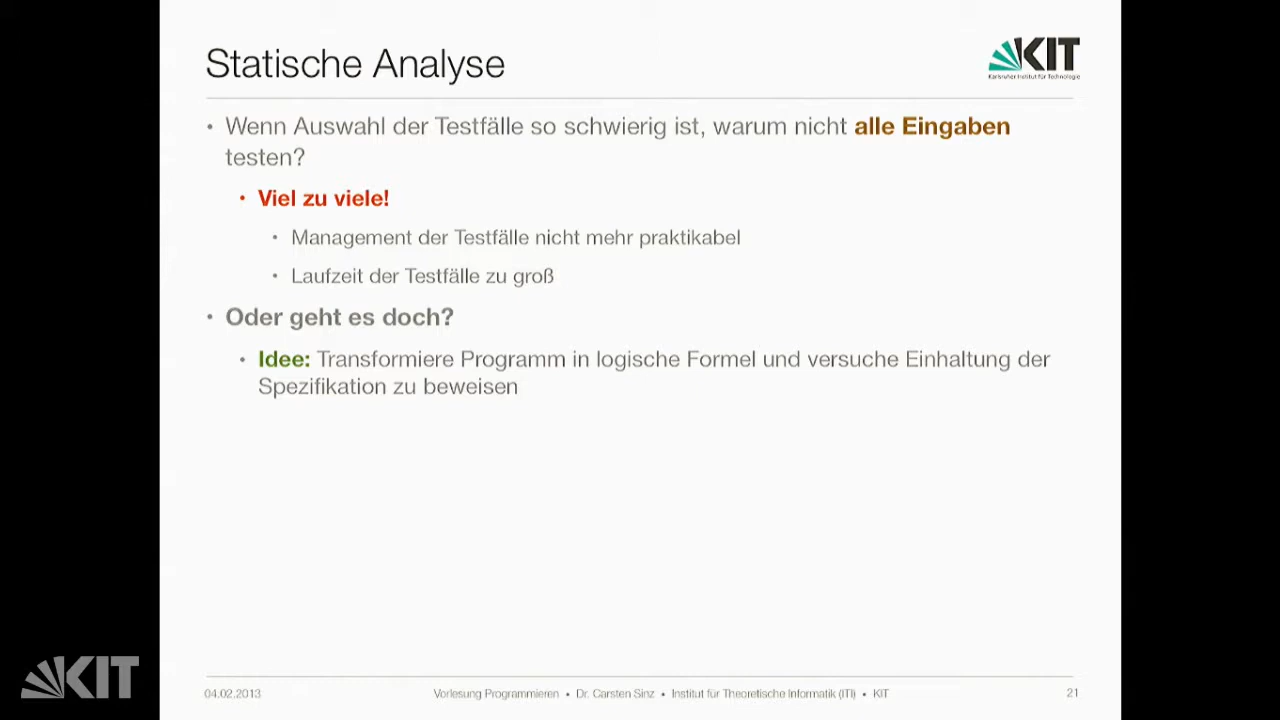 Statische Analyse
KIT
Karlsruher Institut für Technologie
• Wenn Auswahl der Testfälle so schwierig ist, warum nicht alle Eingaben
testen?
• Viel zu viele!
• Management der Testfälle nicht mehr praktikabel
• Laufzeit der Testfälle zu groß
• Oder geht es doch?
• Idee: Transformiere Programm in logische Formel und versuche Einhaltung der
Spezifikation zu beweisen
KIT
04.02.2013
Vorlesung Programmieren • Dr. Carsten Sinz • Institut für Theoretische Informatik (ITI) • KIT
21